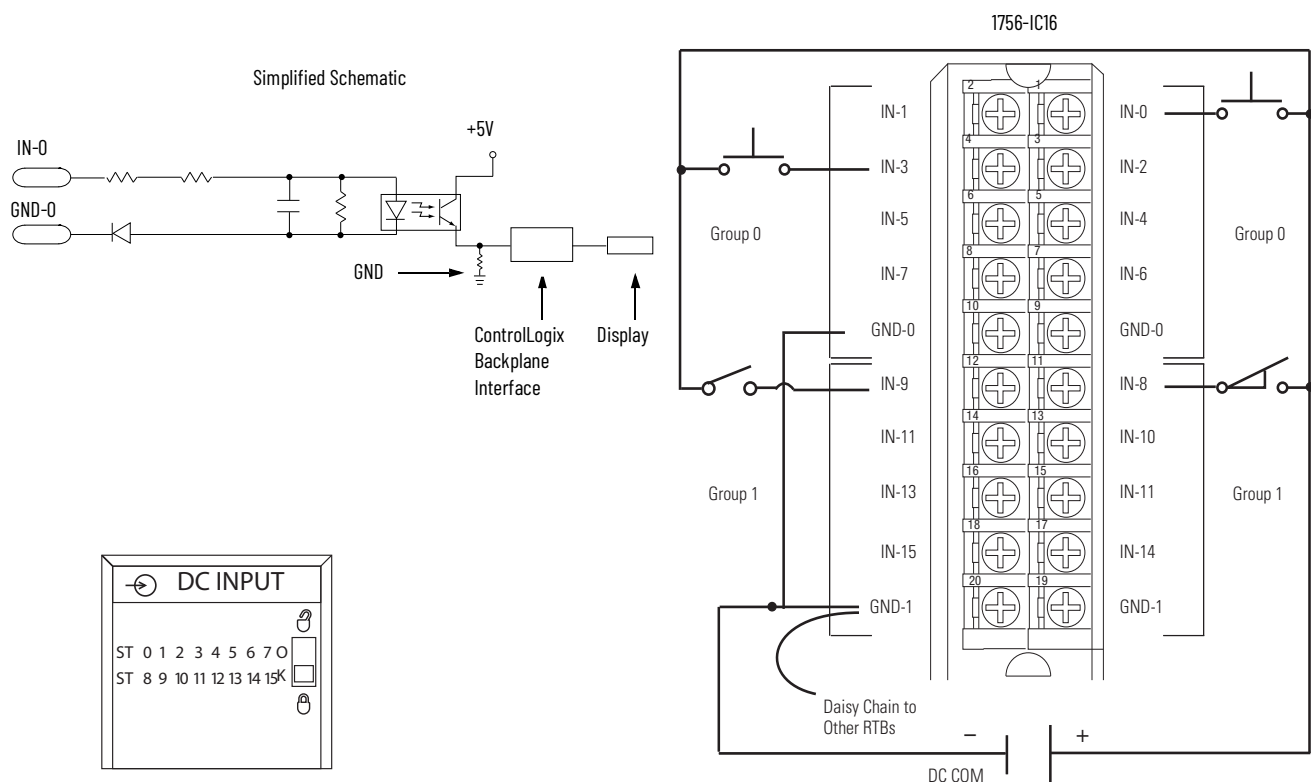 1756-IC16
Simplified Schematic
+5V
IN-0
GND-0
GND
ControlLogix
Backplane
Interface
Display
DC INPUT
ST 0 1 2 3 4 5 6 7 O
ST 8 9 10 11 12 13 14 15 K
IN-1
2
1
IN-0
IN-3
4
3
IN-2
IN-5
6
5
IN-4
Group 0
Group 0
IN-7
8
7
IN-6
GND-0
10
9
GND-0
IN-9
12
11
IN-8
IN-11
14
13
IN-10
IN-13
16
15
IN-11
Group 1
Group 1
IN-15
18
17
IN-14
GND-1
20
19
GND-1
Daisy Chain to
Other RTBs
– +
DC COM